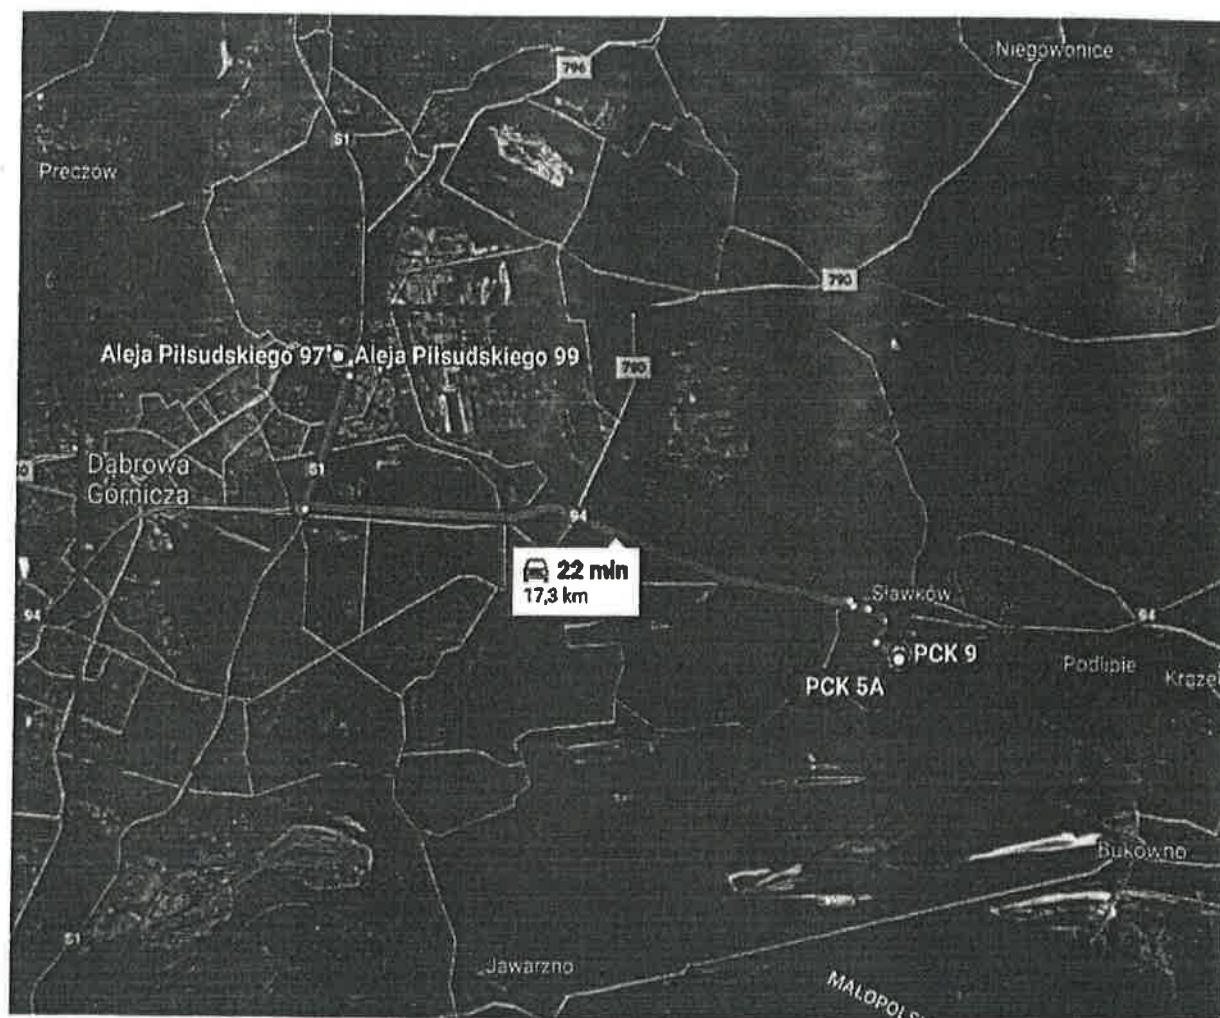 796
Niegowonice
S1
Preczów
790
Aleja Piłsudskiego 97
Aleja Piłsudskiego 99
790
Dąbrowa
Górnicza
S1
94
22 min
17,3 km
Sławków
94
94
PCK 9
Podlipie
PCK 5A
Bukowno
S1
Jaworzno